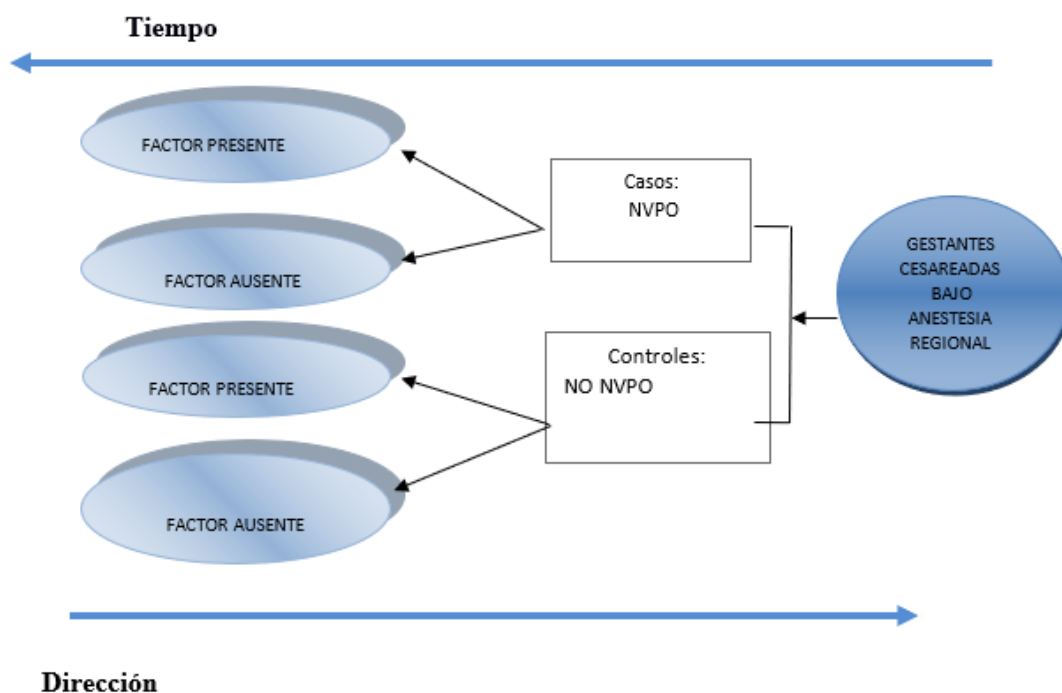 Tiempo
FACTOR PRESENTE
FACTOR AUSENTE
FACTOR PRESENTE
FACTOR AUSENTE
Casos:
NVPO
Controles:
NO NVPO
GESTANTES
CESAREADAS
BAJO
ANESTESIA
REGIONAL
Dirección